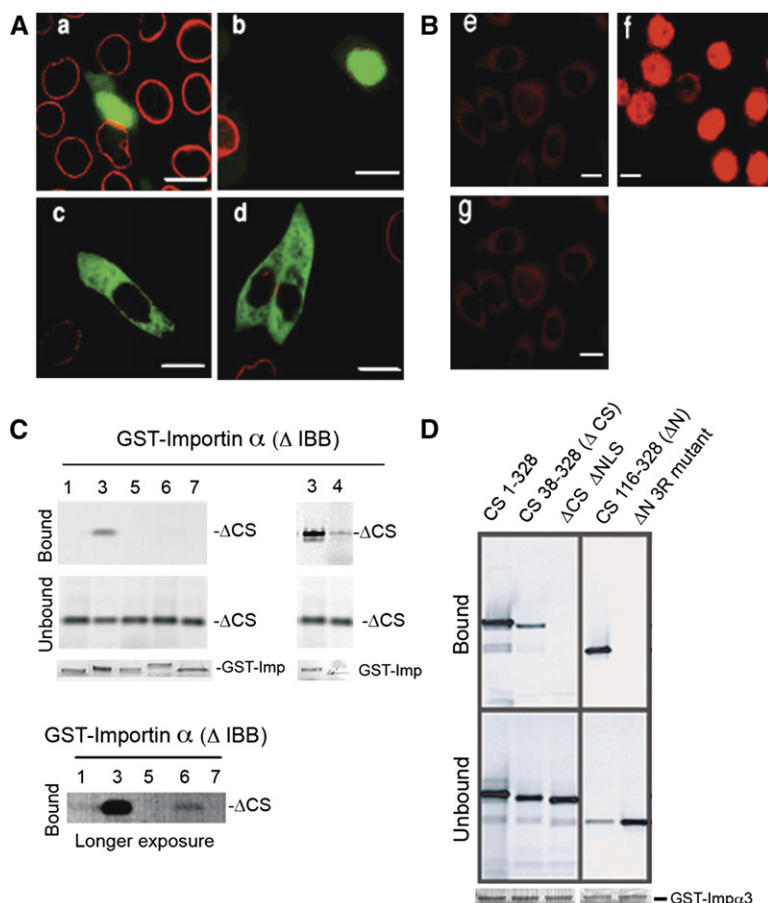 A
a
b
c
d
B
e
f
g
C
GST-Importin α (Δ IBB)
1 3 5 6 7
3 4
Bound
-ΔCS
-ΔCS
Unbound
-ΔCS
-ΔCS
-GST-Imp
GST-Imp
GST-Importin α (Δ IBB)
1 3 5 6 7
Bound
-ΔCS
Longer exposure
D
CS 1-328
CS 38-328 (Δ CS)
ΔCS ΔNLS
CS 116-328 (ΔN)
ΔN 3R mutant
Bound
Unbound
GST-Impα3